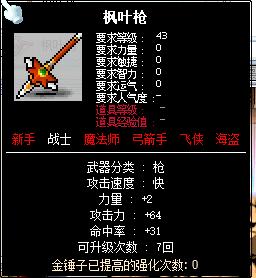 枫叶枪
要求等级： 43
要求力量： 0
要求敏捷： 0
要求智力： 0
要求运气： 0
要求人气度：–
道具等级： –
道具经验值： –
新手 战士 魔法师 弓箭手 飞侠 海盗
武器分类 : 枪
攻击速度 : 快
力量 : +2
攻击力 : +64
命中率 : +31
可升级次数 : 7回
金锤子已提高的强化次数: 0